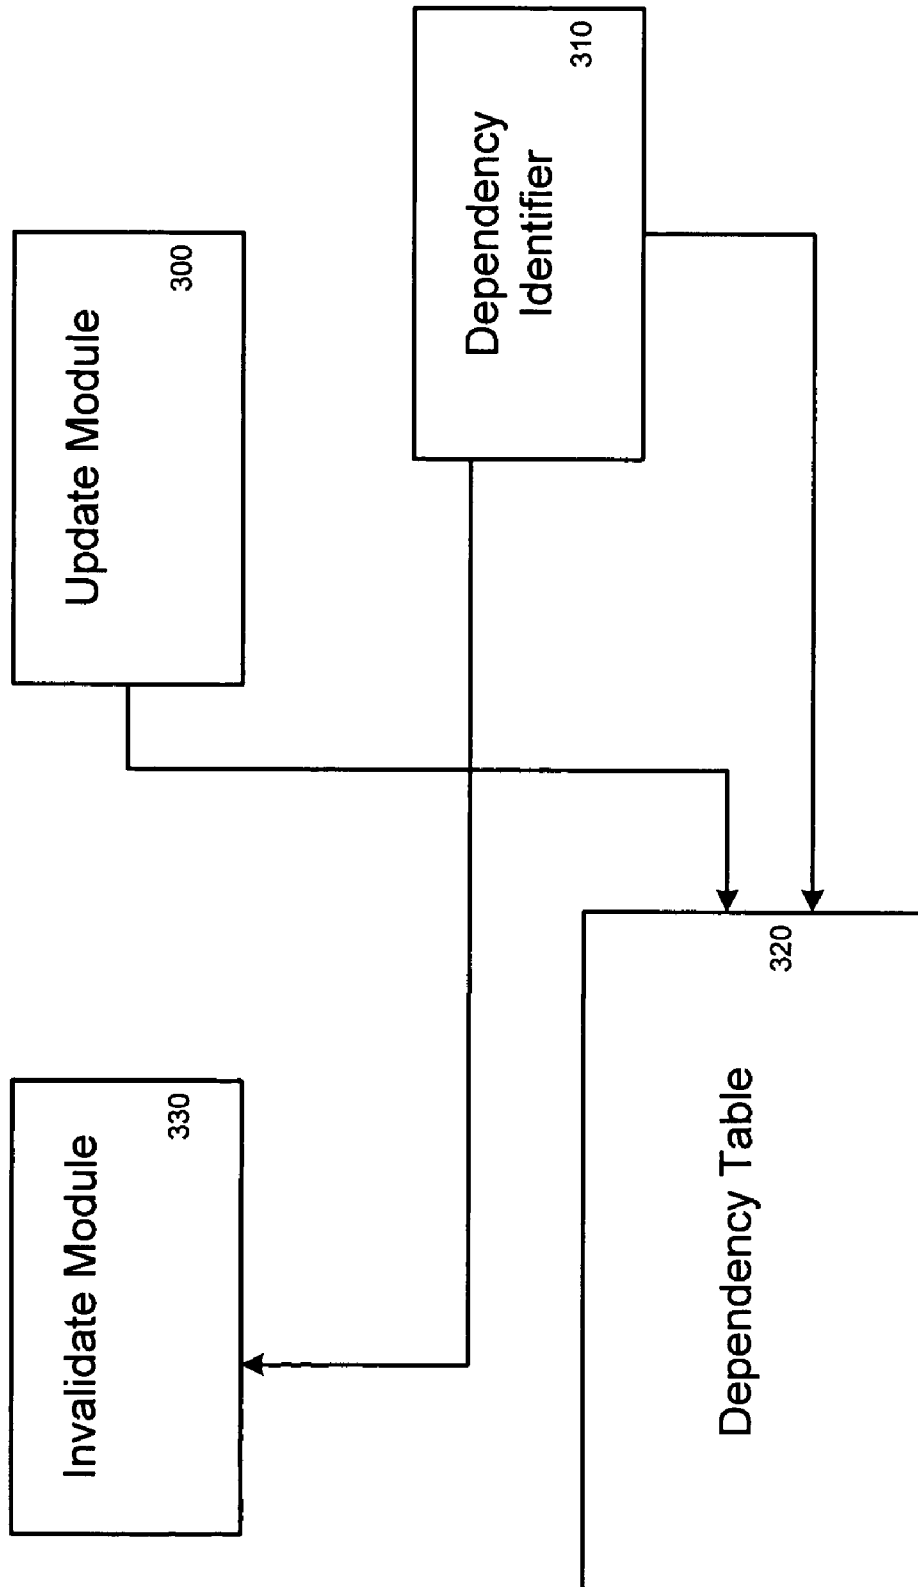 Update Module
300
Dependency
Identifier
310
Invalidate Module
330
Dependency Table
320